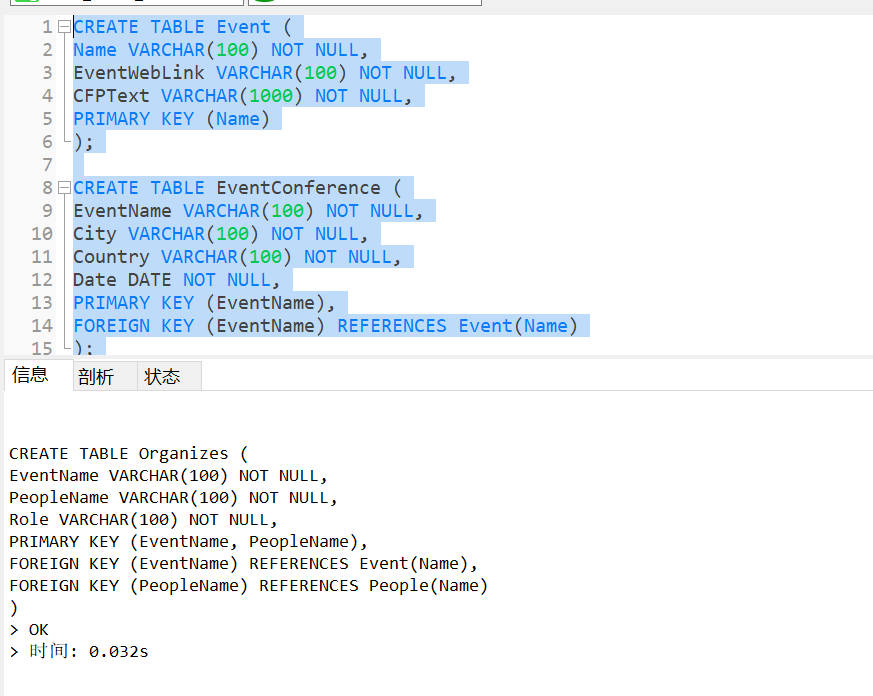 1 CREATE TABLE Event (
2 Name VARCHAR(100) NOT NULL,
3 EventWebLink VARCHAR(100) NOT NULL,
4 CFPText VARCHAR(1000) NOT NULL,
5 PRIMARY KEY (Name)
6 );
7
8 CREATE TABLE EventConference (
9 EventName VARCHAR(100) NOT NULL,
10 City VARCHAR(100) NOT NULL,
11 Country VARCHAR(100) NOT NULL,
12 Date DATE NOT NULL,
13 PRIMARY KEY (EventName),
14 FOREIGN KEY (EventName) REFERENCES Event(Name)
15 );
信息 剖析 状态
CREATE TABLE Organizes (
EventName VARCHAR(100) NOT NULL,
PeopleName VARCHAR(100) NOT NULL,
Role VARCHAR(100) NOT NULL,
PRIMARY KEY (EventName, PeopleName),
FOREIGN KEY (EventName) REFERENCES Event(Name),
FOREIGN KEY (PeopleName) REFERENCES People(Name)
)
> OK
> 时间: 0.032s